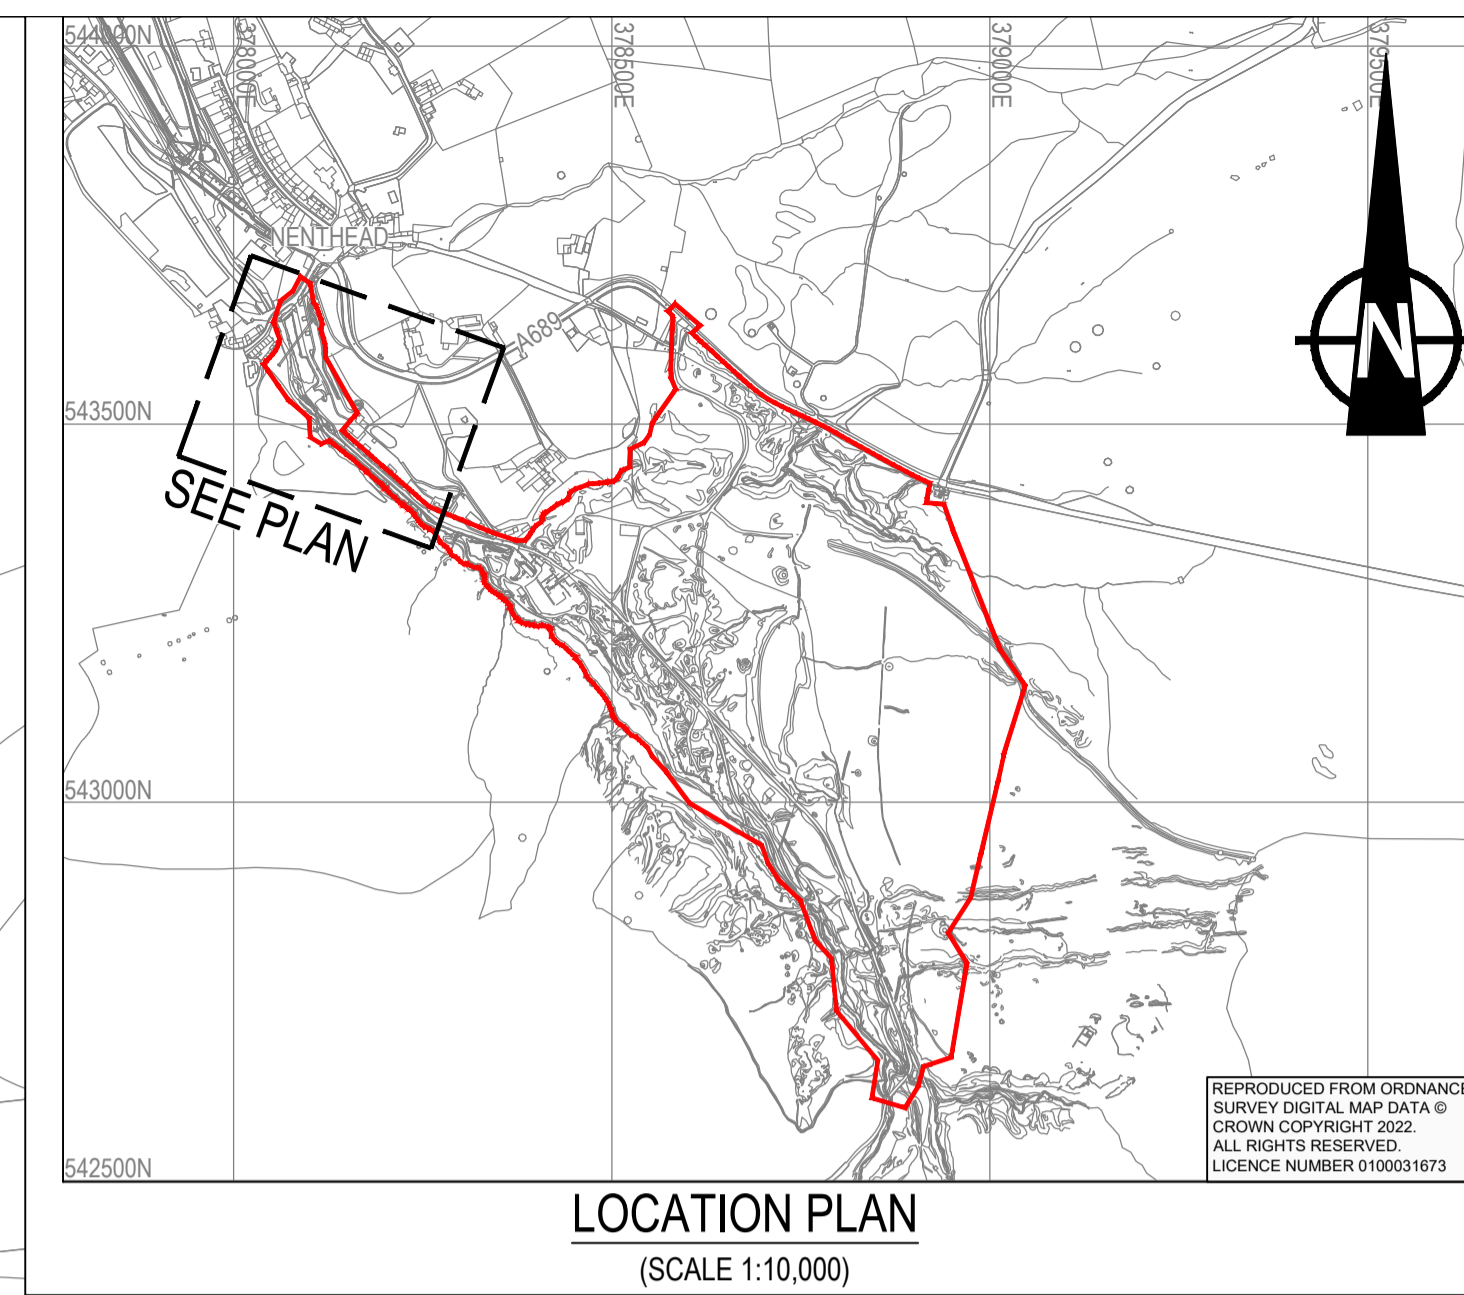 544000N
378000E
378500E
379000E
379500E
NENTHEAD
A689
N
543500N
SEE PLAN
543000N
542500N
REPRODUCED FROM ORDNANCE
SURVEY DIGITAL MAP DATA ©
CROWN COPYRIGHT 2022.
ALL RIGHTS RESERVED.
LICENCE NUMBER 0100031673
LOCATION PLAN
(SCALE 1:10,000)